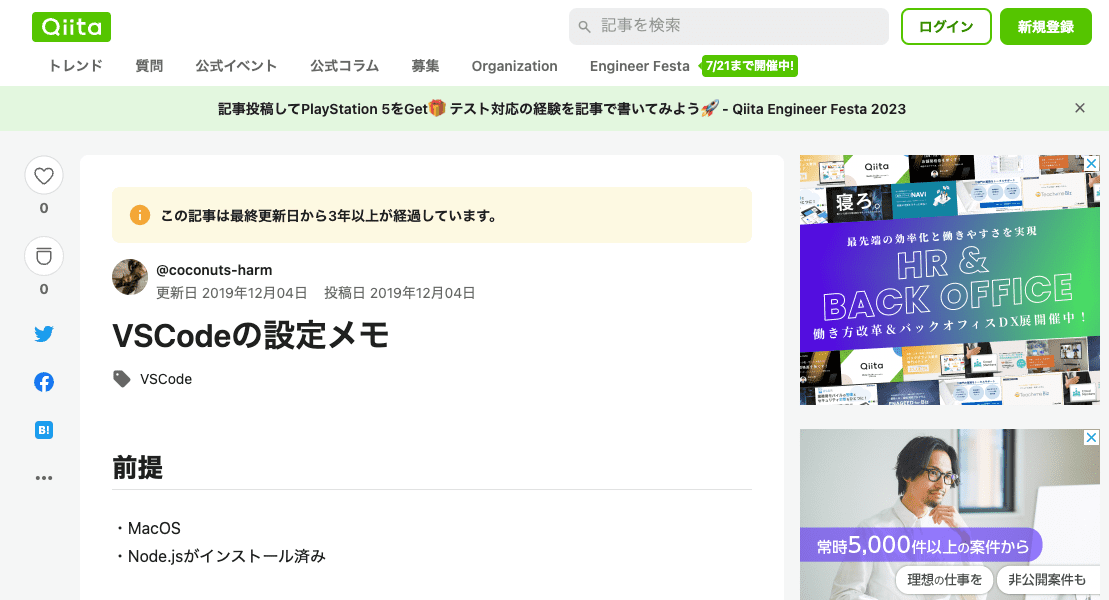 Qiita
記事を検索
ログイン
新規登録
トレンド 質問 公式イベント 公式コラム 募集 Organization Engineer Festa 7/21まで開催中!
記事投稿してPlayStation 5をGet🎁 テスト対応の経験を記事で書いてみよう🚀 - Qiita Engineer Festa 2023
0
0
B!
この記事は最終更新日から3年以上が経過しています。
@coconuts-harm
更新日 2019年12月04日 投稿日 2019年12月04日
VSCodeの設定メモ
VSCode
前提
・MacOS
・Node.jsがインストール済み
Qiita
寝ろ。
NAVI
最先端の効率化と働きやすさを実現
HR &
BACK OFFICE
働き方改革&バックオフィスDX展開催中!
Qiita
常時5,000件以上の案件から
理想の仕事を
非公開案件も